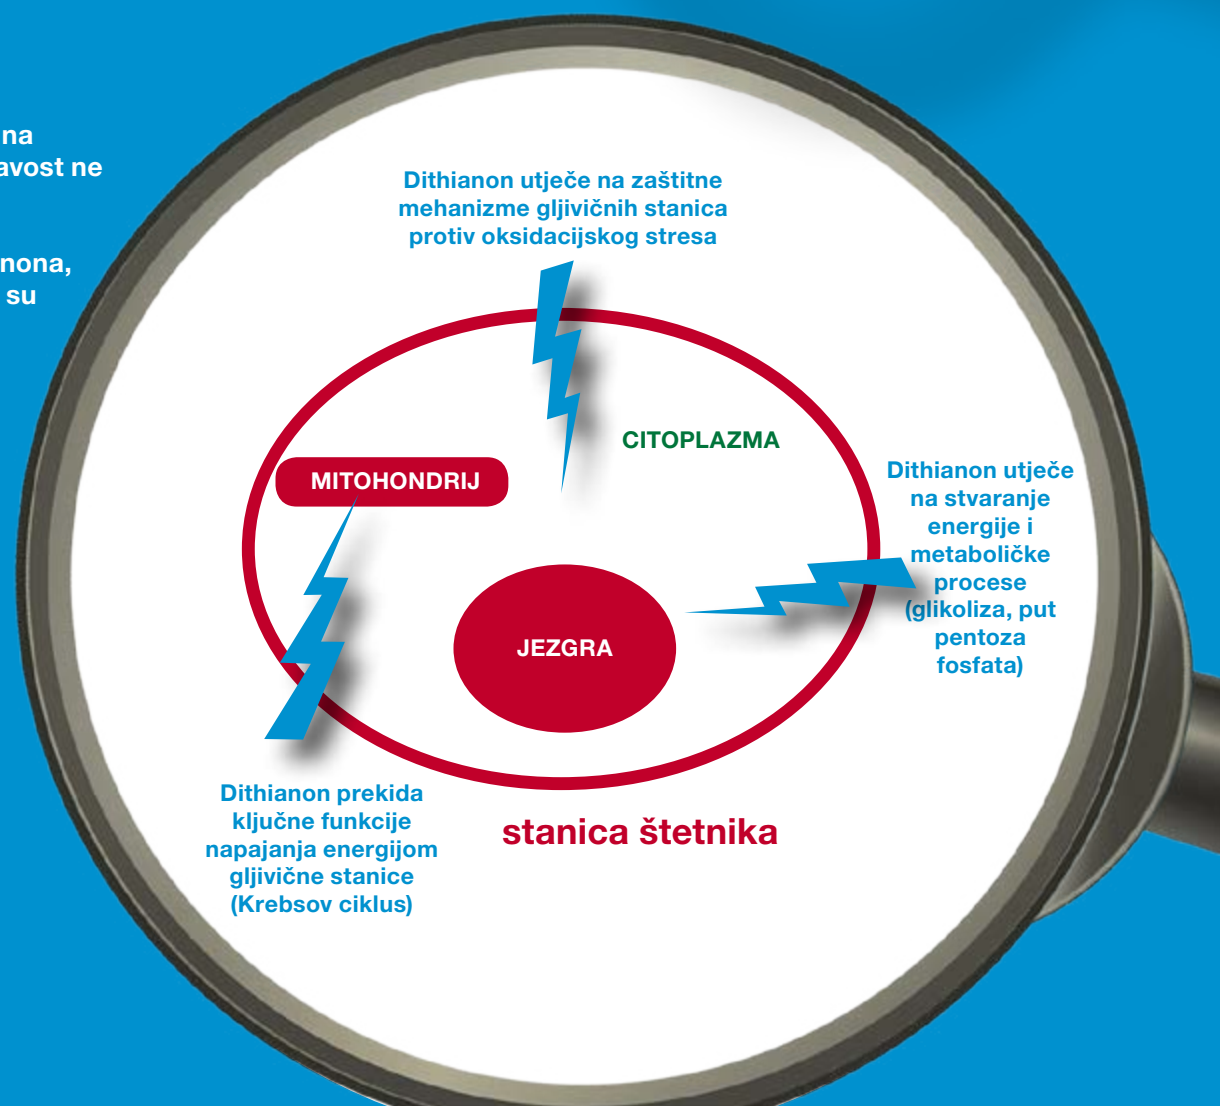 na
avost ne
nona,
su
Dithianon utječe na zaštitne
mehanizme gljivičnih stanica
protiv oksidacijskog stresa
CITOPLAZMA
MITOHONDRIJ
Dithianon utječe
na stvaranje
energije i
metaboličke
procese
(glikoliza, put
pentoza
fosfata)
JEZGRA
Dithianon prekida
ključne funkcije
napajanja energijom
gljivične stanice
(Krebsov ciklus)
stanica štetnika